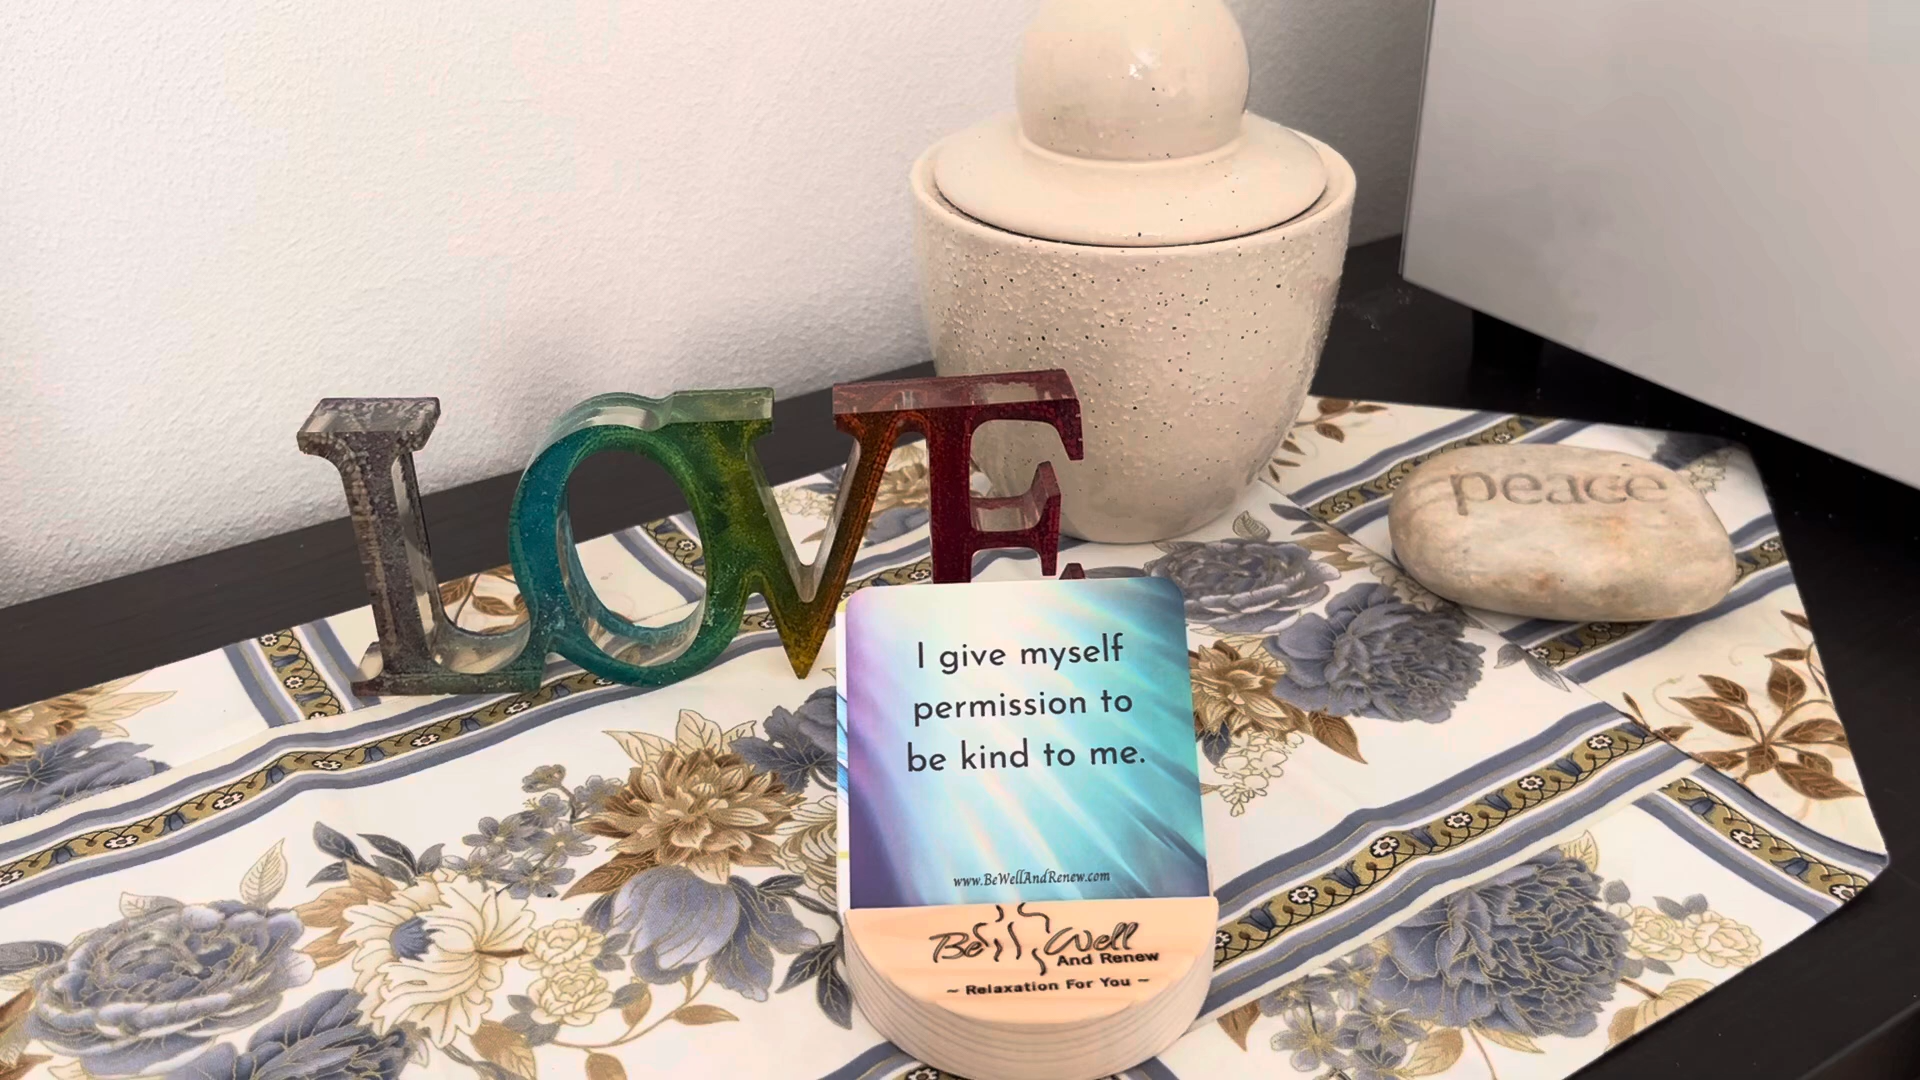 LOVE
peace
I give myself
permission to
be kind to me.
www.BeWellAndRenew.com
Be Well
And Renew
~ Relaxation For You ~